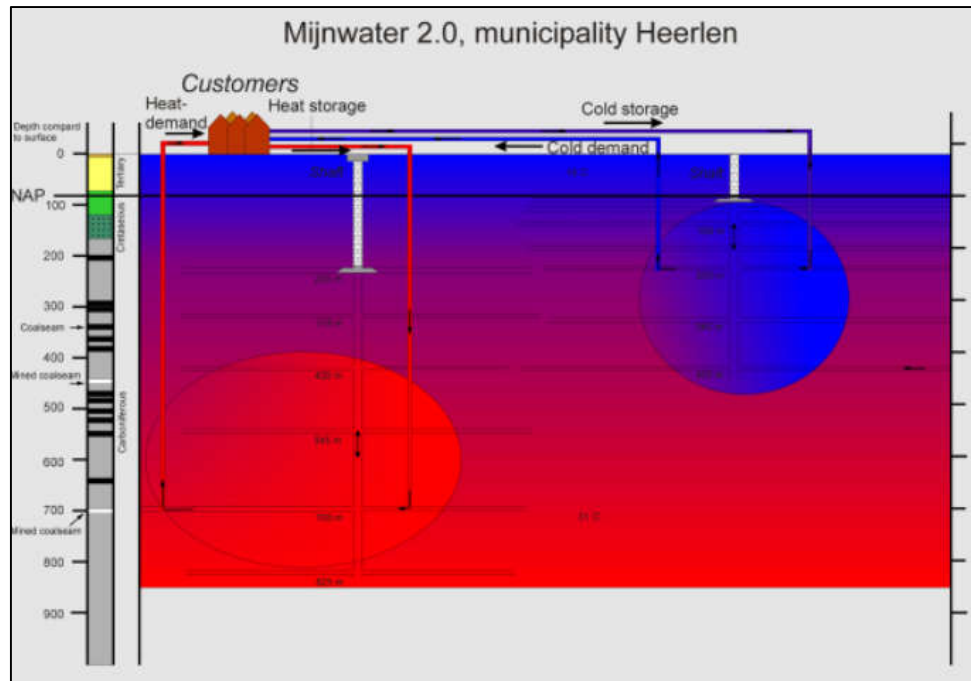 Mijnwater 2.0, municipality Heerlen
Customers
Heat-
demand
Heat storage
Cold storage
Cold demand
Depth compard
to surface
0
NAP
100
200
300
Coalseam
400
Mined coalseam
500
600
700
Mined coalseam
800
900
Tertiary
Cretaseious
Carboniferous
Shaft
Shaft
700 m
825 m